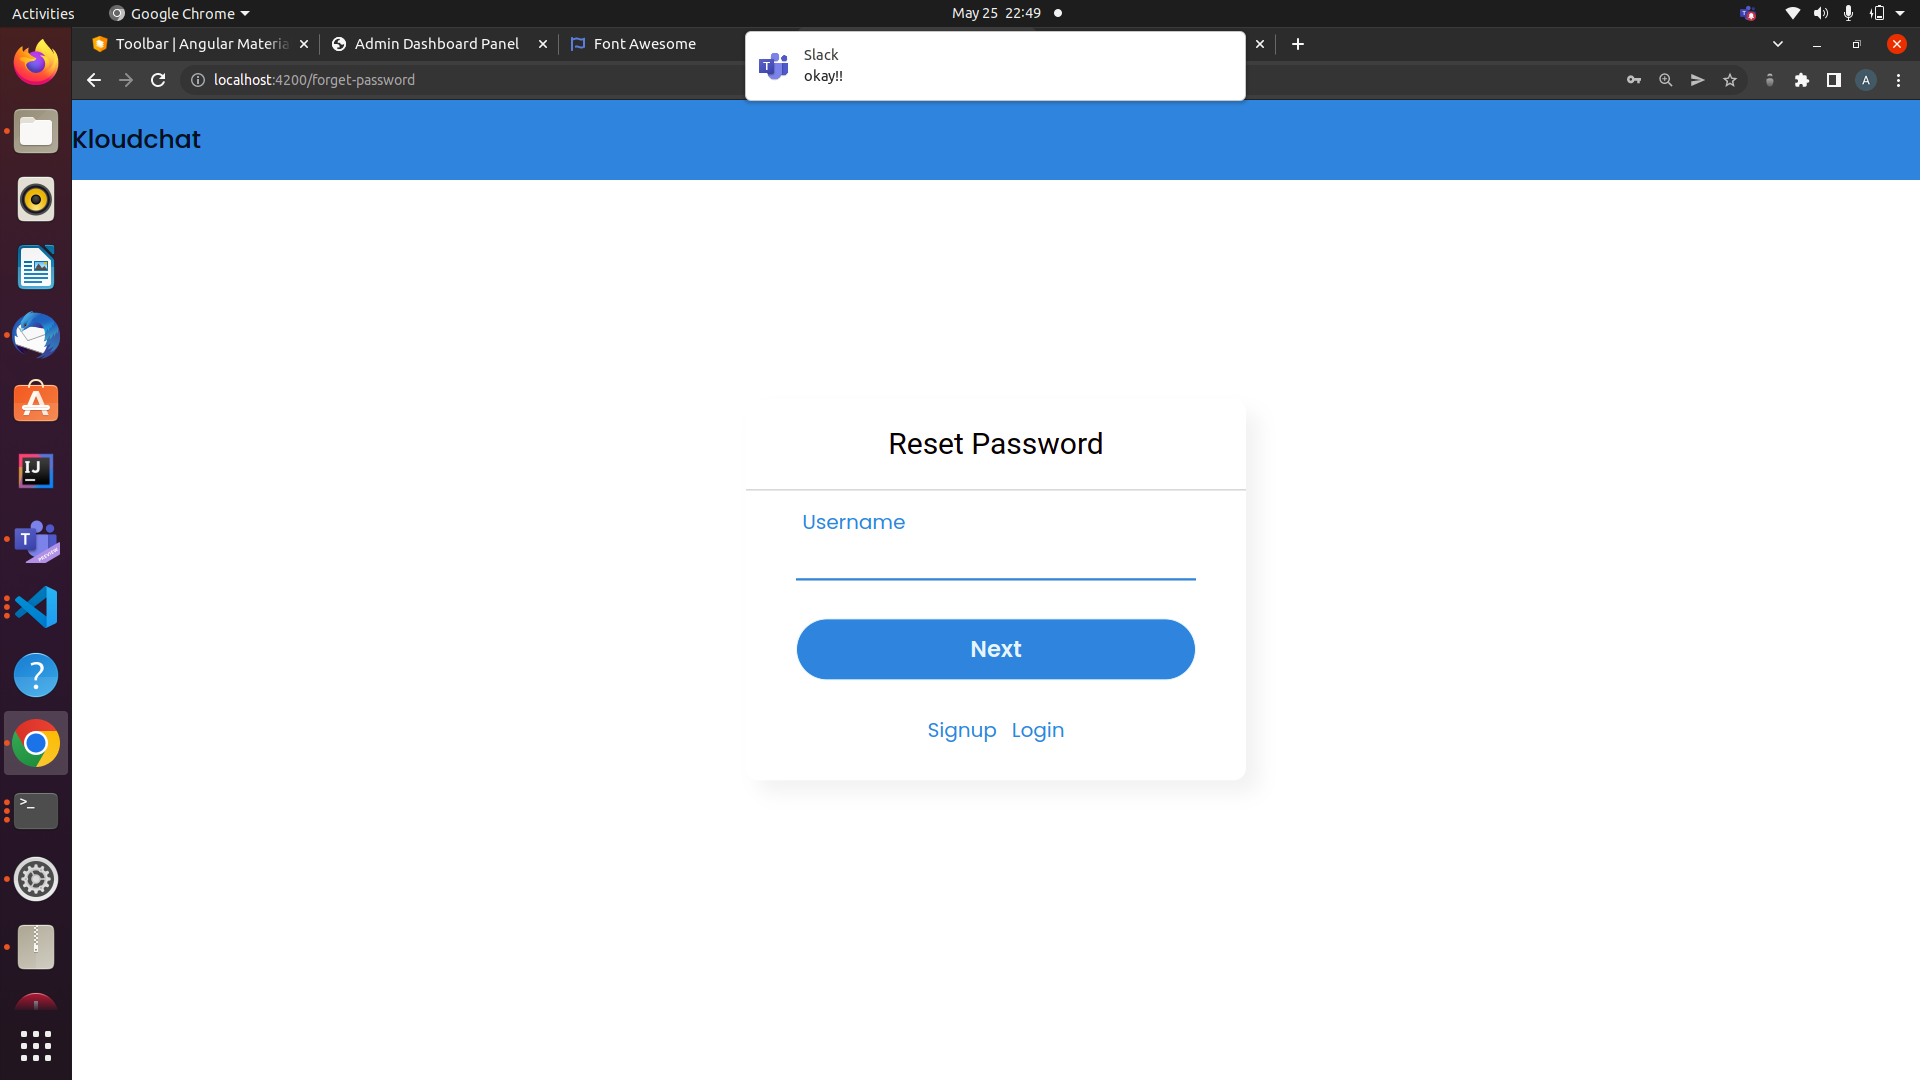 Activities
Google Chrome
May 25 22:49
Toolbar | Angular Materia
Admin Dashboard Panel
Font Awesome
Slack
okay!!
localhost:4200/forget-password
A
Kloudchat
Reset Password
Username
Next
Signup Login